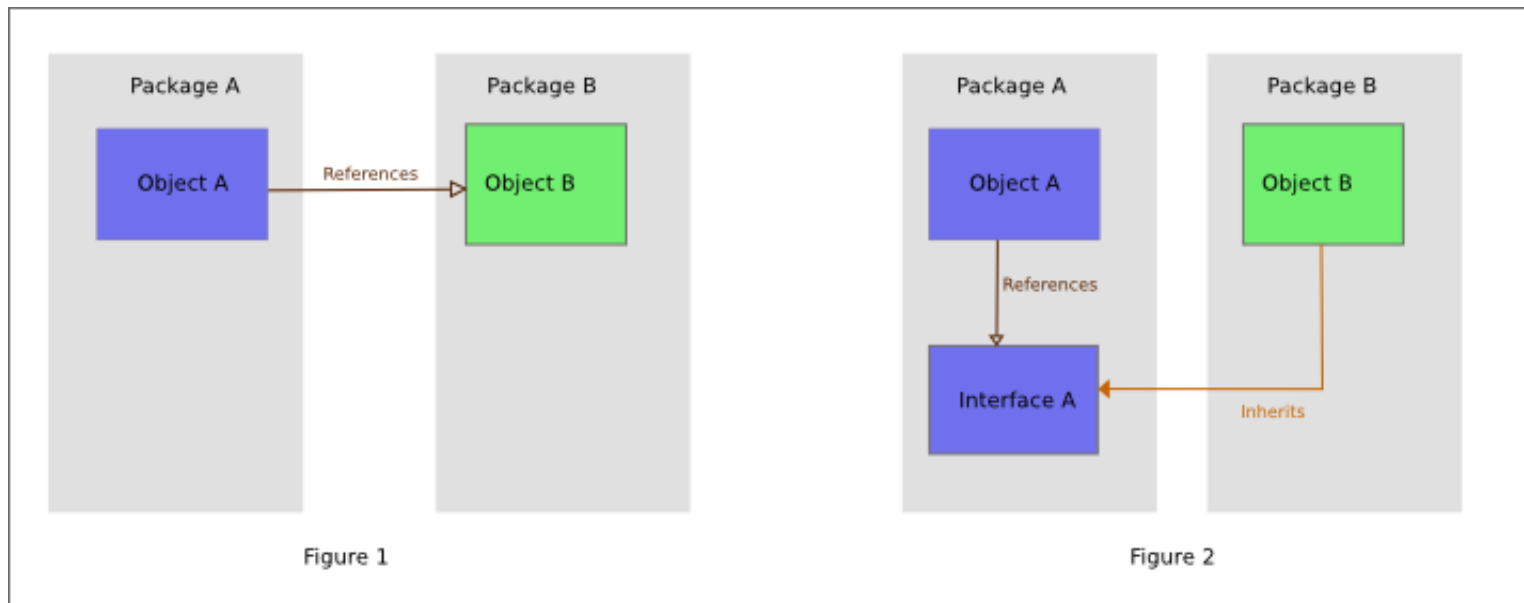 Package A
Package B
Object A
References
Object B
Figure 1
Package A
Package B
Object A
Object B
References
Interface A
Inherits
Figure 2